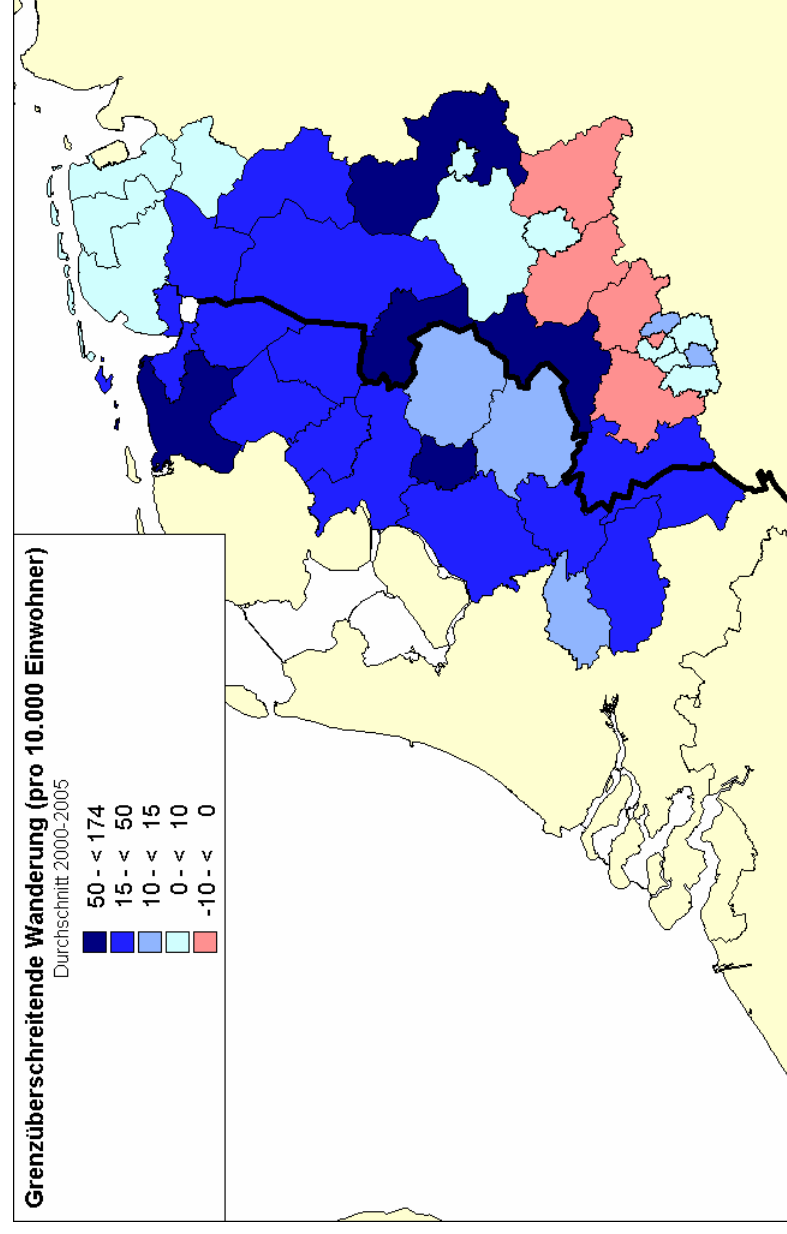 Grenzüberschreitende Wanderung (pro 10.000 Einwohner)
Durchschnitt 2000-2005
50 - < 174
15 - < 50
10 - < 15
0 - < 10
-10 - < 0